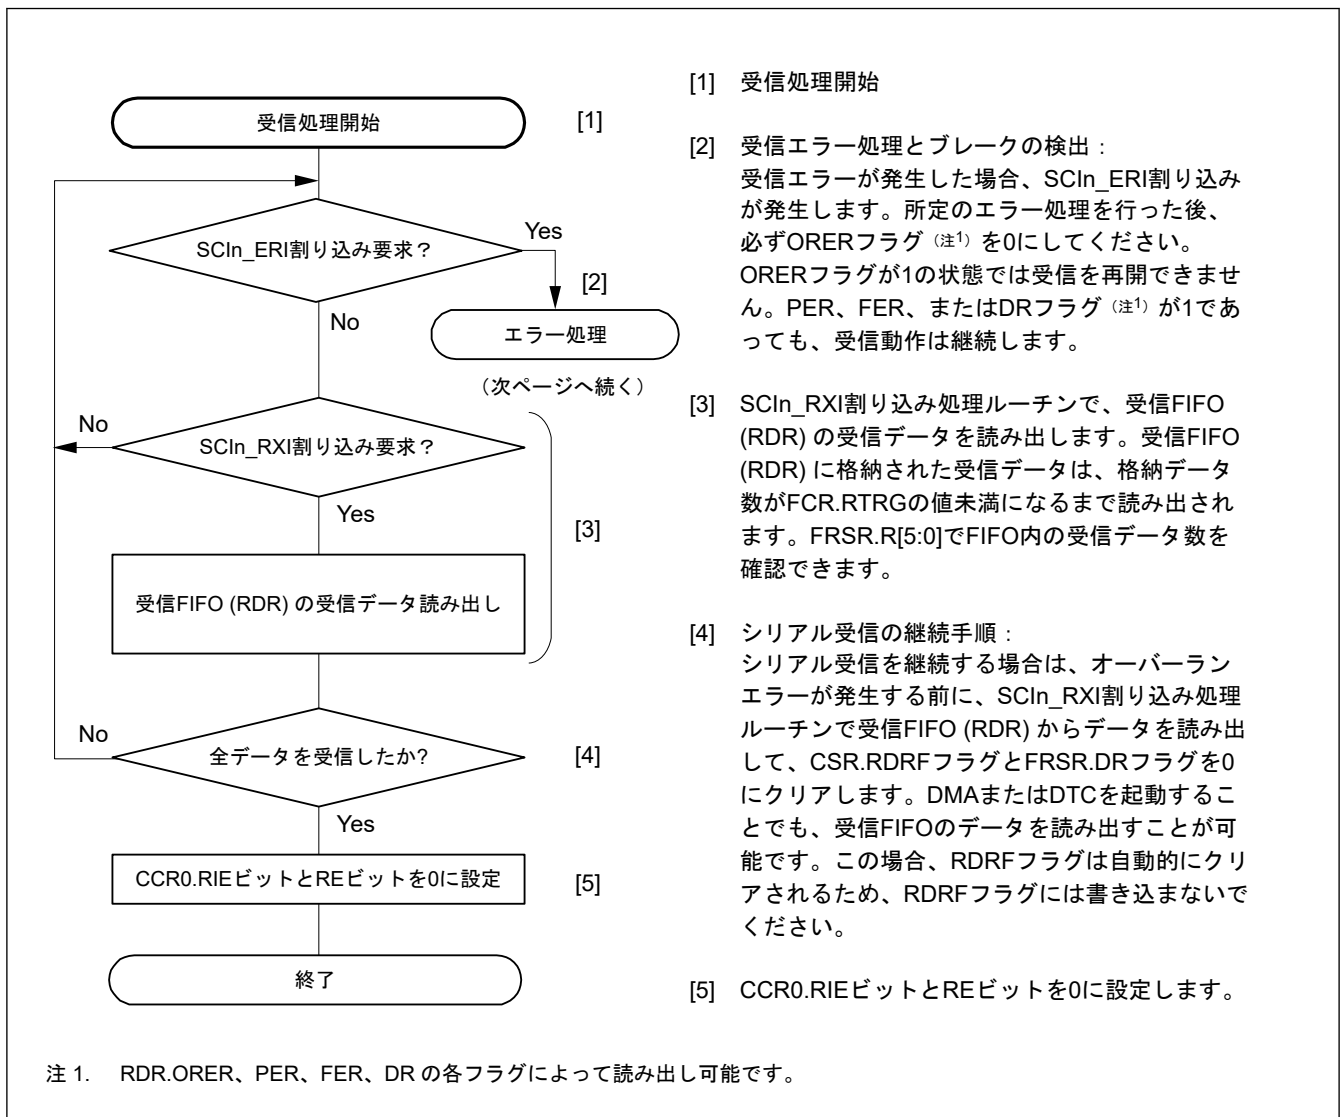 受信処理開始
[1]
SCIn_ERI割り込み要求？
Yes
[2]
No
エラー処理
（次ページへ続く）
No
SCIn_RXI割り込み要求？
Yes
[3]
受信FIFO (RDR) の受信データ読み出し
No
全データを受信したか?
[4]
Yes
CCR0.RIEビットとREビットを0に設定
[5]
終了
[1] 受信処理開始
[2] 受信エラー処理とブレークの検出：
受信エラーが発生した場合、SCIn_ERI割り込み
が発生します。所定のエラー処理を行った後、
必ずORERフラグ（注1）を0にしてください。
ORERフラグが1の状態では受信を再開できませ
ん。PER、FER、またはDRフラグ（注1）が1であ
っても、受信動作は継続します。
[3] SCIn_RXI割り込み処理ルーチンで、受信FIFO
(RDR) の受信データを読み出します。受信FIFO
(RDR) に格納された受信データは、格納データ
数がFCR.RTRGの値未満になるまで読み出され
ます。FRSR.R[5:0]でFIFO内の受信データ数を
確認できます。
[4] シリアル受信の継続手順：
シリアル受信を継続する場合は、オーバーラン
エラーが発生する前に、SCIn_RXI割り込み処理
ルーチンで受信FIFO (RDR) からデータを読み出
して、CSR.RDRFフラグとFRSR.DRフラグを0
にクリアします。DMAまたはDTCを起動するこ
とでも、受信FIFOのデータを読み出すことが可
能です。この場合、RDRFフラグは自動的にクリ
アされるため、RDRFフラグには書き込まないで
ください。
[5] CCR0.RIEビットとREビットを0に設定します。
注 1. RDR.ORER、PER、FER、DR の各フラグによって読み出し可能です。